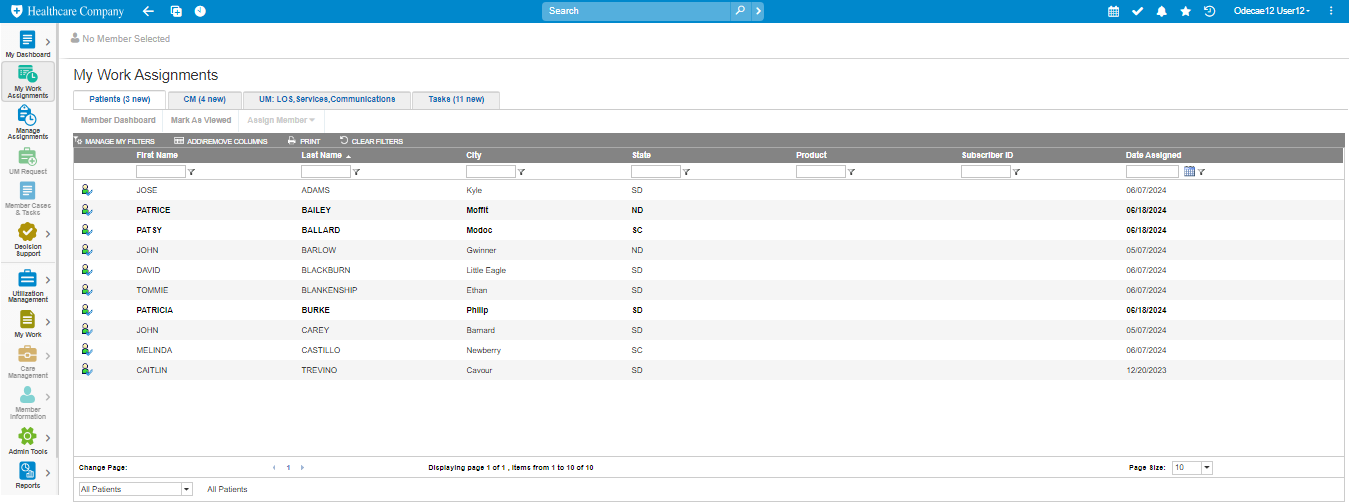 Healthcare Company
Search
Odecae12 User12
No Member Selected
My Dashboard
My Work Assignments
Manage Assignments
UM Request
Member Cases & Tasks
Decision Support
Utilization Management
My Work
Care Management
Member Information
Admin Tools
Reports
My Work Assignments
Patients (3 new) CM (4 new) UM: LOS,Services,Communications Tasks (11 new)
Member Dashboard Mark As Viewed Assign Member
MANAGE MY FILTERS ADD\REMOVE COLUMNS PRINT CLEAR FILTERS
First Name Last Name City State Product Subscriber ID Date Assigned
JOSE ADAMS Kyle SD 06/07/2024
PATRICE BAILEY Moffit ND 06/18/2024
PATSY BALLARD Modoc SC 06/18/2024
JOHN BARLOW Gwinner ND 05/07/2024
DAVID BLACKBURN Little Eagle SD 06/07/2024
TOMMIE BLANKENSHIP Ethan SD 06/07/2024
PATRICIA BURKE Philip SD 06/18/2024
JOHN CAREY Barnard SD 05/07/2024
MELINDA CASTILLO Newberry SC 06/07/2024
CAITLIN TREVINO Cavour SD 12/20/2023
Change Page: 1 Displaying page 1 of 1 , items from 1 to 10 of 10 Page Size: 10
All Patients All Patients